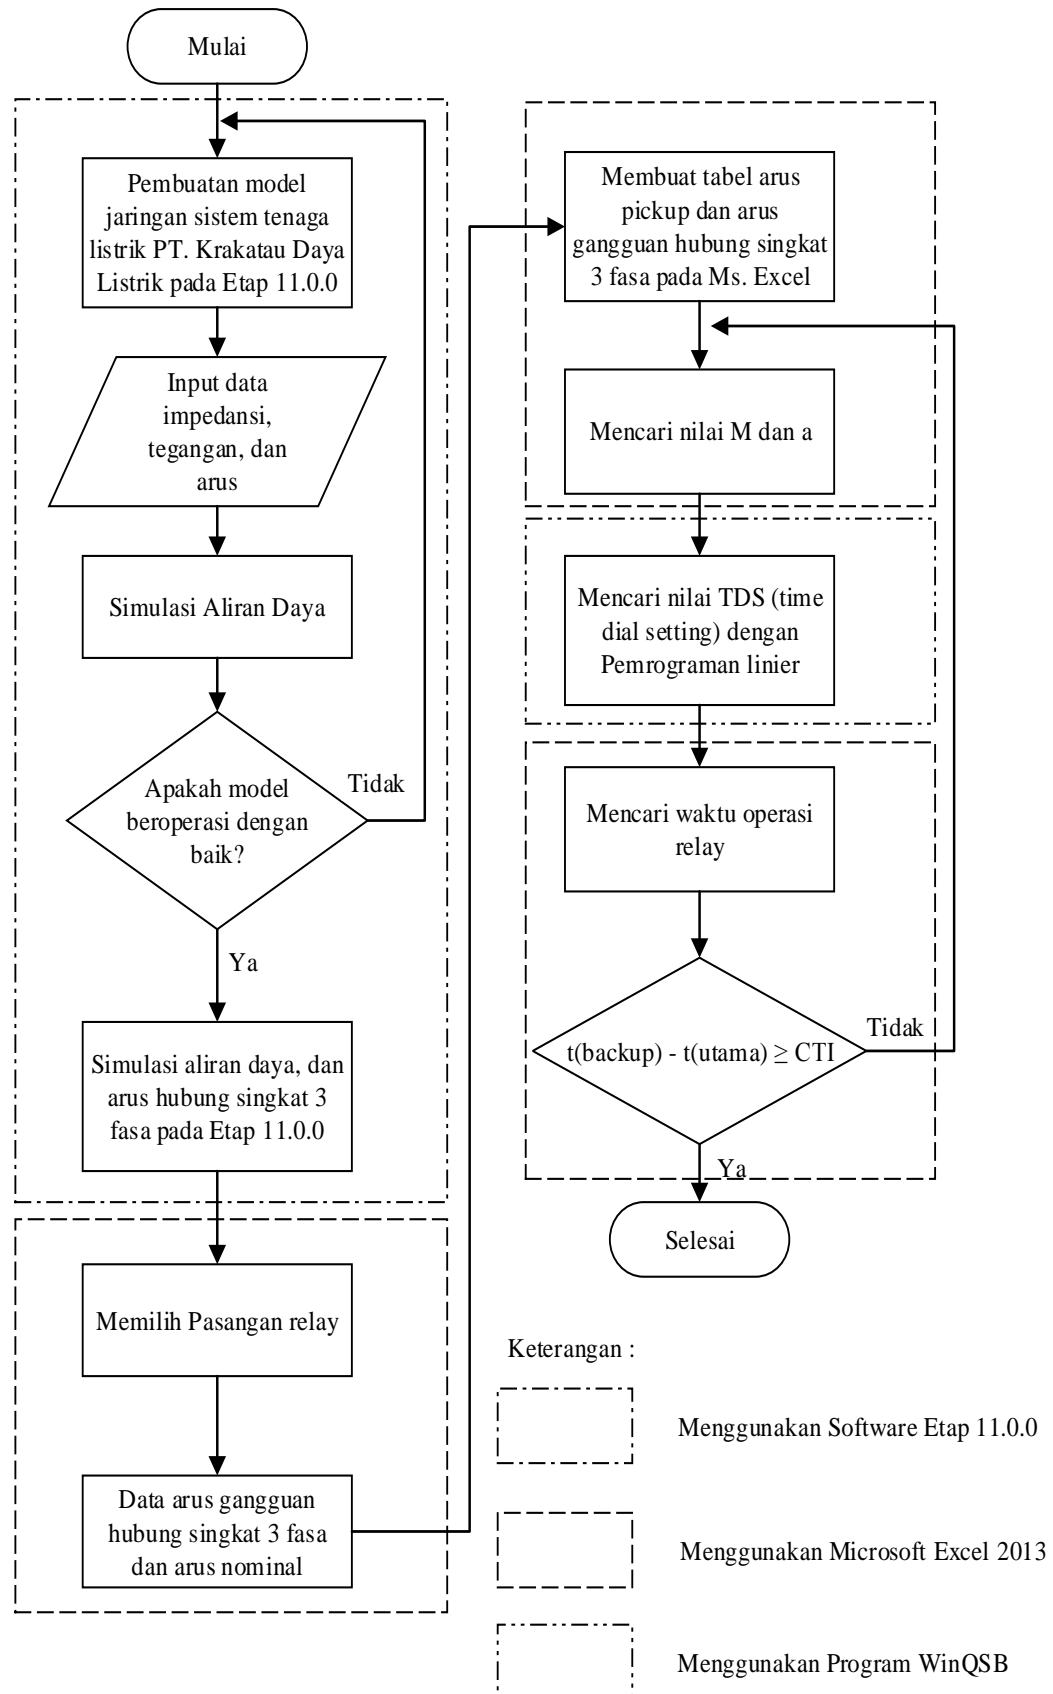 Mulai
Pembuatan model
jaringan sistem tenaga
listrik PT. Krakatau Daya
Listrik pada Etap 11.0.0
Input data
impedansi,
tegangan, dan
arus
Simulasi Aliran Daya
Apakah model
beroperasi dengan
baik?
Tidak
Ya
Simulasi aliran daya, dan
arus hubung singkat 3
fasa pada Etap 11.0.0
Memilih Pasangan relay
Data arus gangguan
hubung singkat 3 fasa
dan arus nominal
Membuat tabel arus
pickup dan arus
gangguan hubung singkat
3 fasa pada Ms. Excel
Mencari nilai M dan a
Mencari nilai TDS (time
dial setting) dengan
Pemrograman linier
Mencari waktu operasi
relay
t(backup) - t(utama) ≥ CTI
Tidak
Ya
Selesai
Keterangan :
Menggunakan Software Etap 11.0.0
Menggunakan Microsoft Excel 2013
Menggunakan Program WinQSB